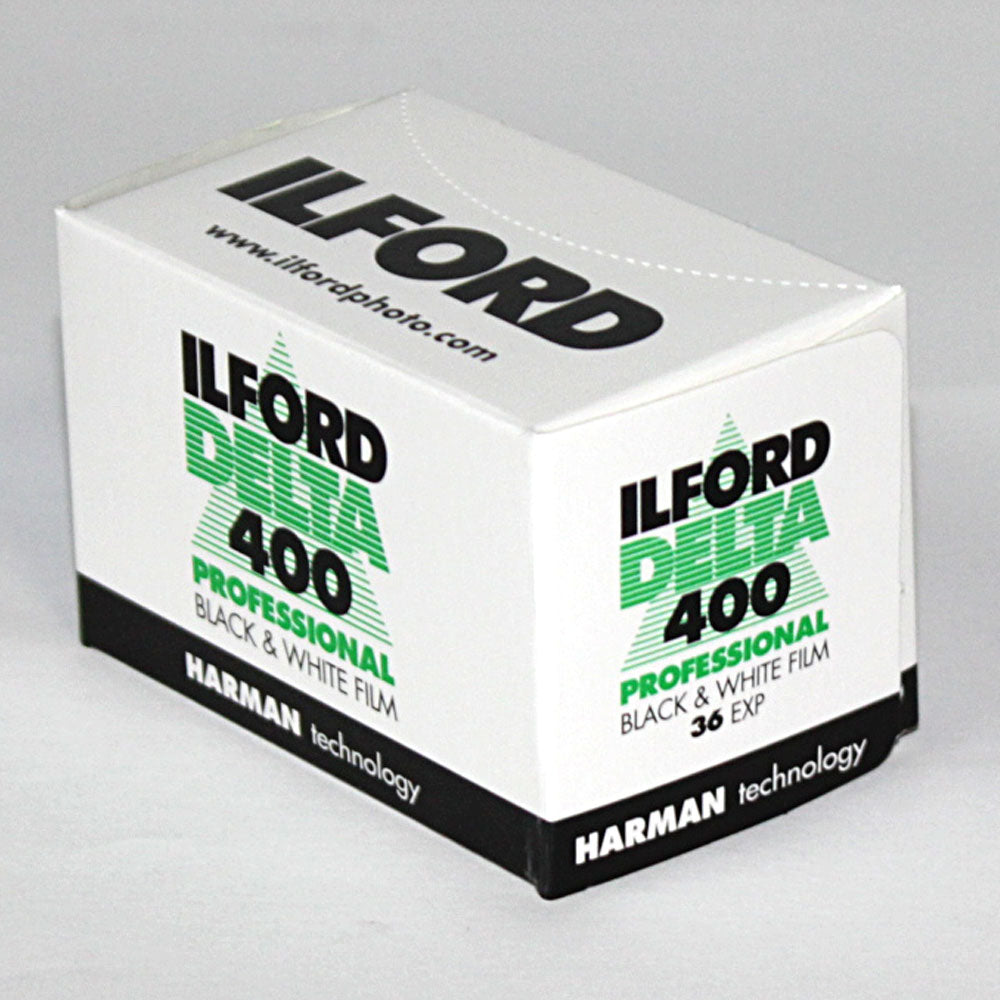 ILFORD
www.ilfordphoto.com
ILFORD
DELTA
400
PROFESSIONAL
BLACK & WHITE FILM
HARMAN technology
ILFORD
DELTA
400
PROFESSIONAL
BLACK & WHITE FILM
36 EXP
HARMAN technology